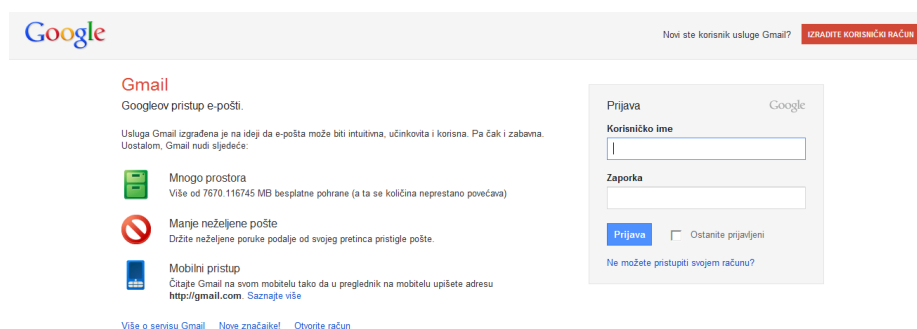 Google
Novi ste korisnik usluge Gmail? IZRADITE KORISNIČKI RAČUN
Gmail
Googleov pristup e-pošti.
Usluga Gmail izgrađena je na ideji da e-pošta može biti intuitivna, učinkovita i korisna. Pa čak i zabavna.
Uostalom, Gmail nudi sljedeće:
Mnogo prostora
Više od 7670.116745 MB besplatne pohrane (a ta se količina neprestano povećava)
Manje neželjene pošte
Držite neželjene poruke podalje od svojeg pretinca pristigle pošte.
Mobilni pristup
Čitajte Gmail na svom mobitelu tako da u preglednik na mobitelu upišete adresu
http://gmail.com. Saznajte više
Više o servisu Gmail Nove značajke! Otvorite račun
Prijava Google
Korisničko ime
Zaporka
Prijava Ostanite prijavljeni
Ne možete pristupiti svojem računu?